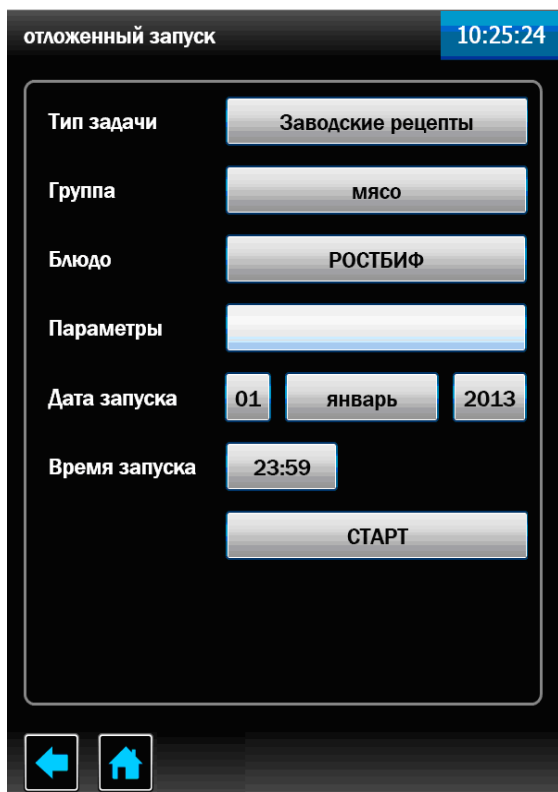 отложенный запуск 10:25:24
Тип задачи Заводские рецепты
Группа мясо
Блюдо РОСТБИФ
Параметры
Дата запуска 01 январь 2013
Время запуска 23:59
СТАРТ